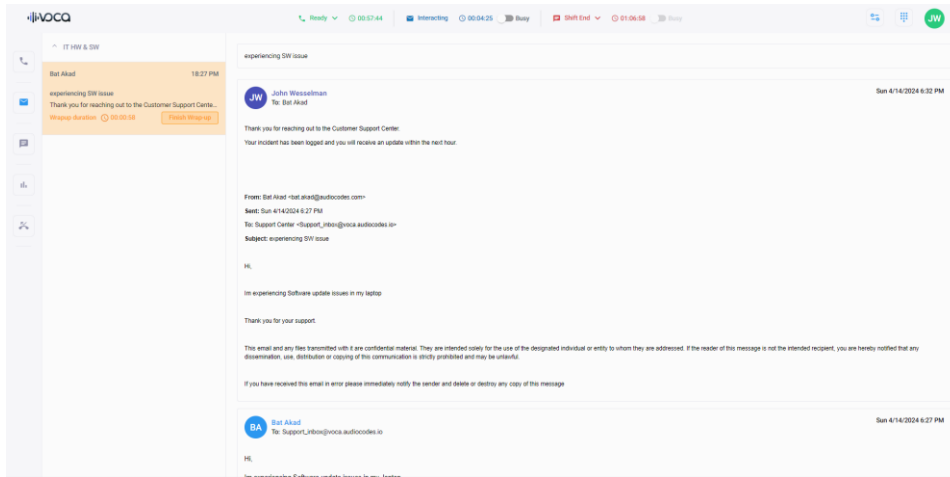 VOCA
Ready 00:57:44 Interacting 00:04:25 Busy Shift End 01:06:58 Busy
JW
IT HW & SW
Bat Akad 18:27 PM
experiencing SW issue
Thank you for reaching out to the Customer Support Cente...
Wrapup duration 00:00:58 Finish Wrap-up
experiencing SW issue
JW
John Wesselman
To: Bat Akad
Sun 4/14/2024 6:32 PM
Thank you for reaching out to the Customer Support Center.
Your incident has been logged and you will receive an update within the next hour.
From: Bat Akad <bat.akad@audiocodes.com>
Sent: Sun 4/14/2024 6:27 PM
To: Support Center <Support_inbox@voca.audiocodes.io>
Subject: experiencing SW issue
Hi,
Im experiencing Software update issues in my laptop
Thank you for your support.
This email and any files transmitted with it are confidential material. They are intended solely for the use of the designated individual or entity to whom they are addressed. If the reader of this message is not the intended recipient, you are hereby notified that any
dissemination, use, distribution or copying of this communication is strictly prohibited and may be unlawful.
If you have received this email in error please immediately notify the sender and delete or destroy any copy of this message
BA
Bat Akad
To: Support_inbox@voca.audiocodes.io
Sun 4/14/2024 6:27 PM
Hi,
Im experiencing Software update issues in my laptop